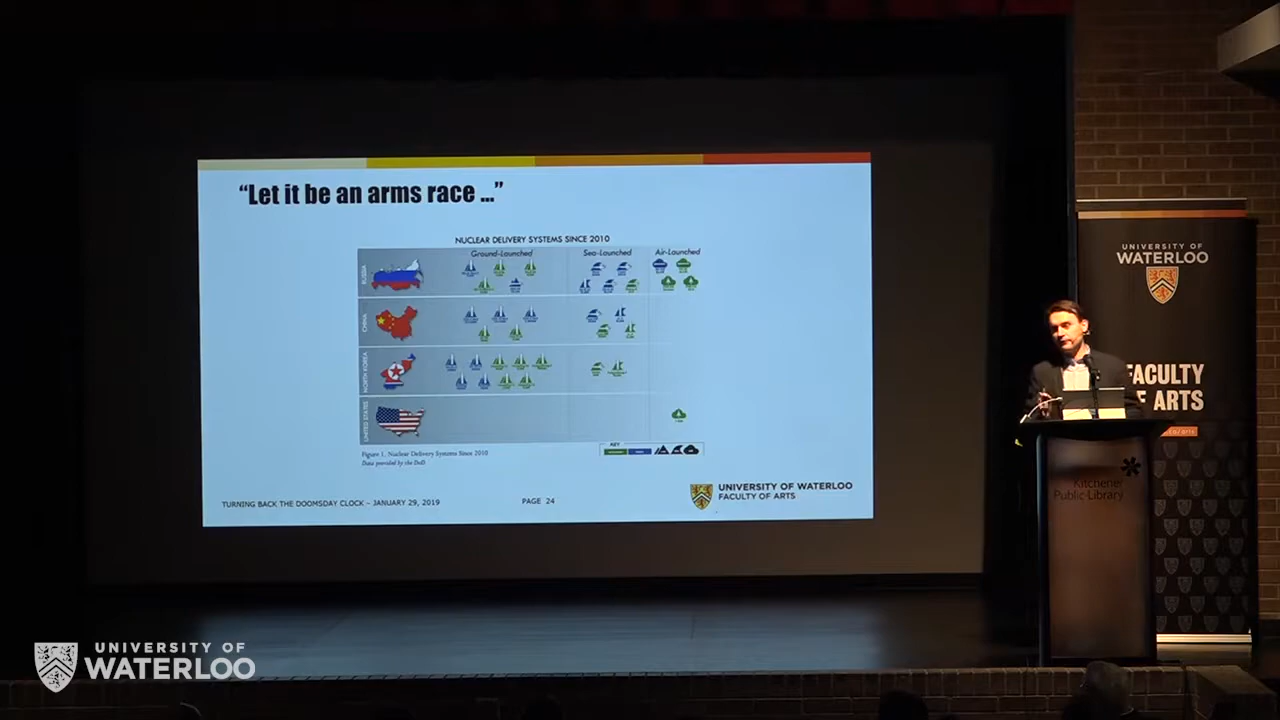 “Let it be an arms race ...”
NUCLEAR DELIVERY SYSTEMS SINCE 2010
Ground-Launched
Sea-Launched
Air-Launched
RUSSIA
CHINA
NORTH KOREA
UNITED STATES
KEY
Figure 1. Nuclear Delivery Systems Since 2010
Data provided by the DoD.
TURNING BACK THE DOOMSDAY CLOCK – JANUARY 29, 2019
PAGE 24
UNIVERSITY OF WATERLOO
FACULTY OF ARTS
UNIVERSITY OF
WATERLOO
FACULTY
OF ARTS
Kitchener
Public Library
UNIVERSITY OF
WATERLOO